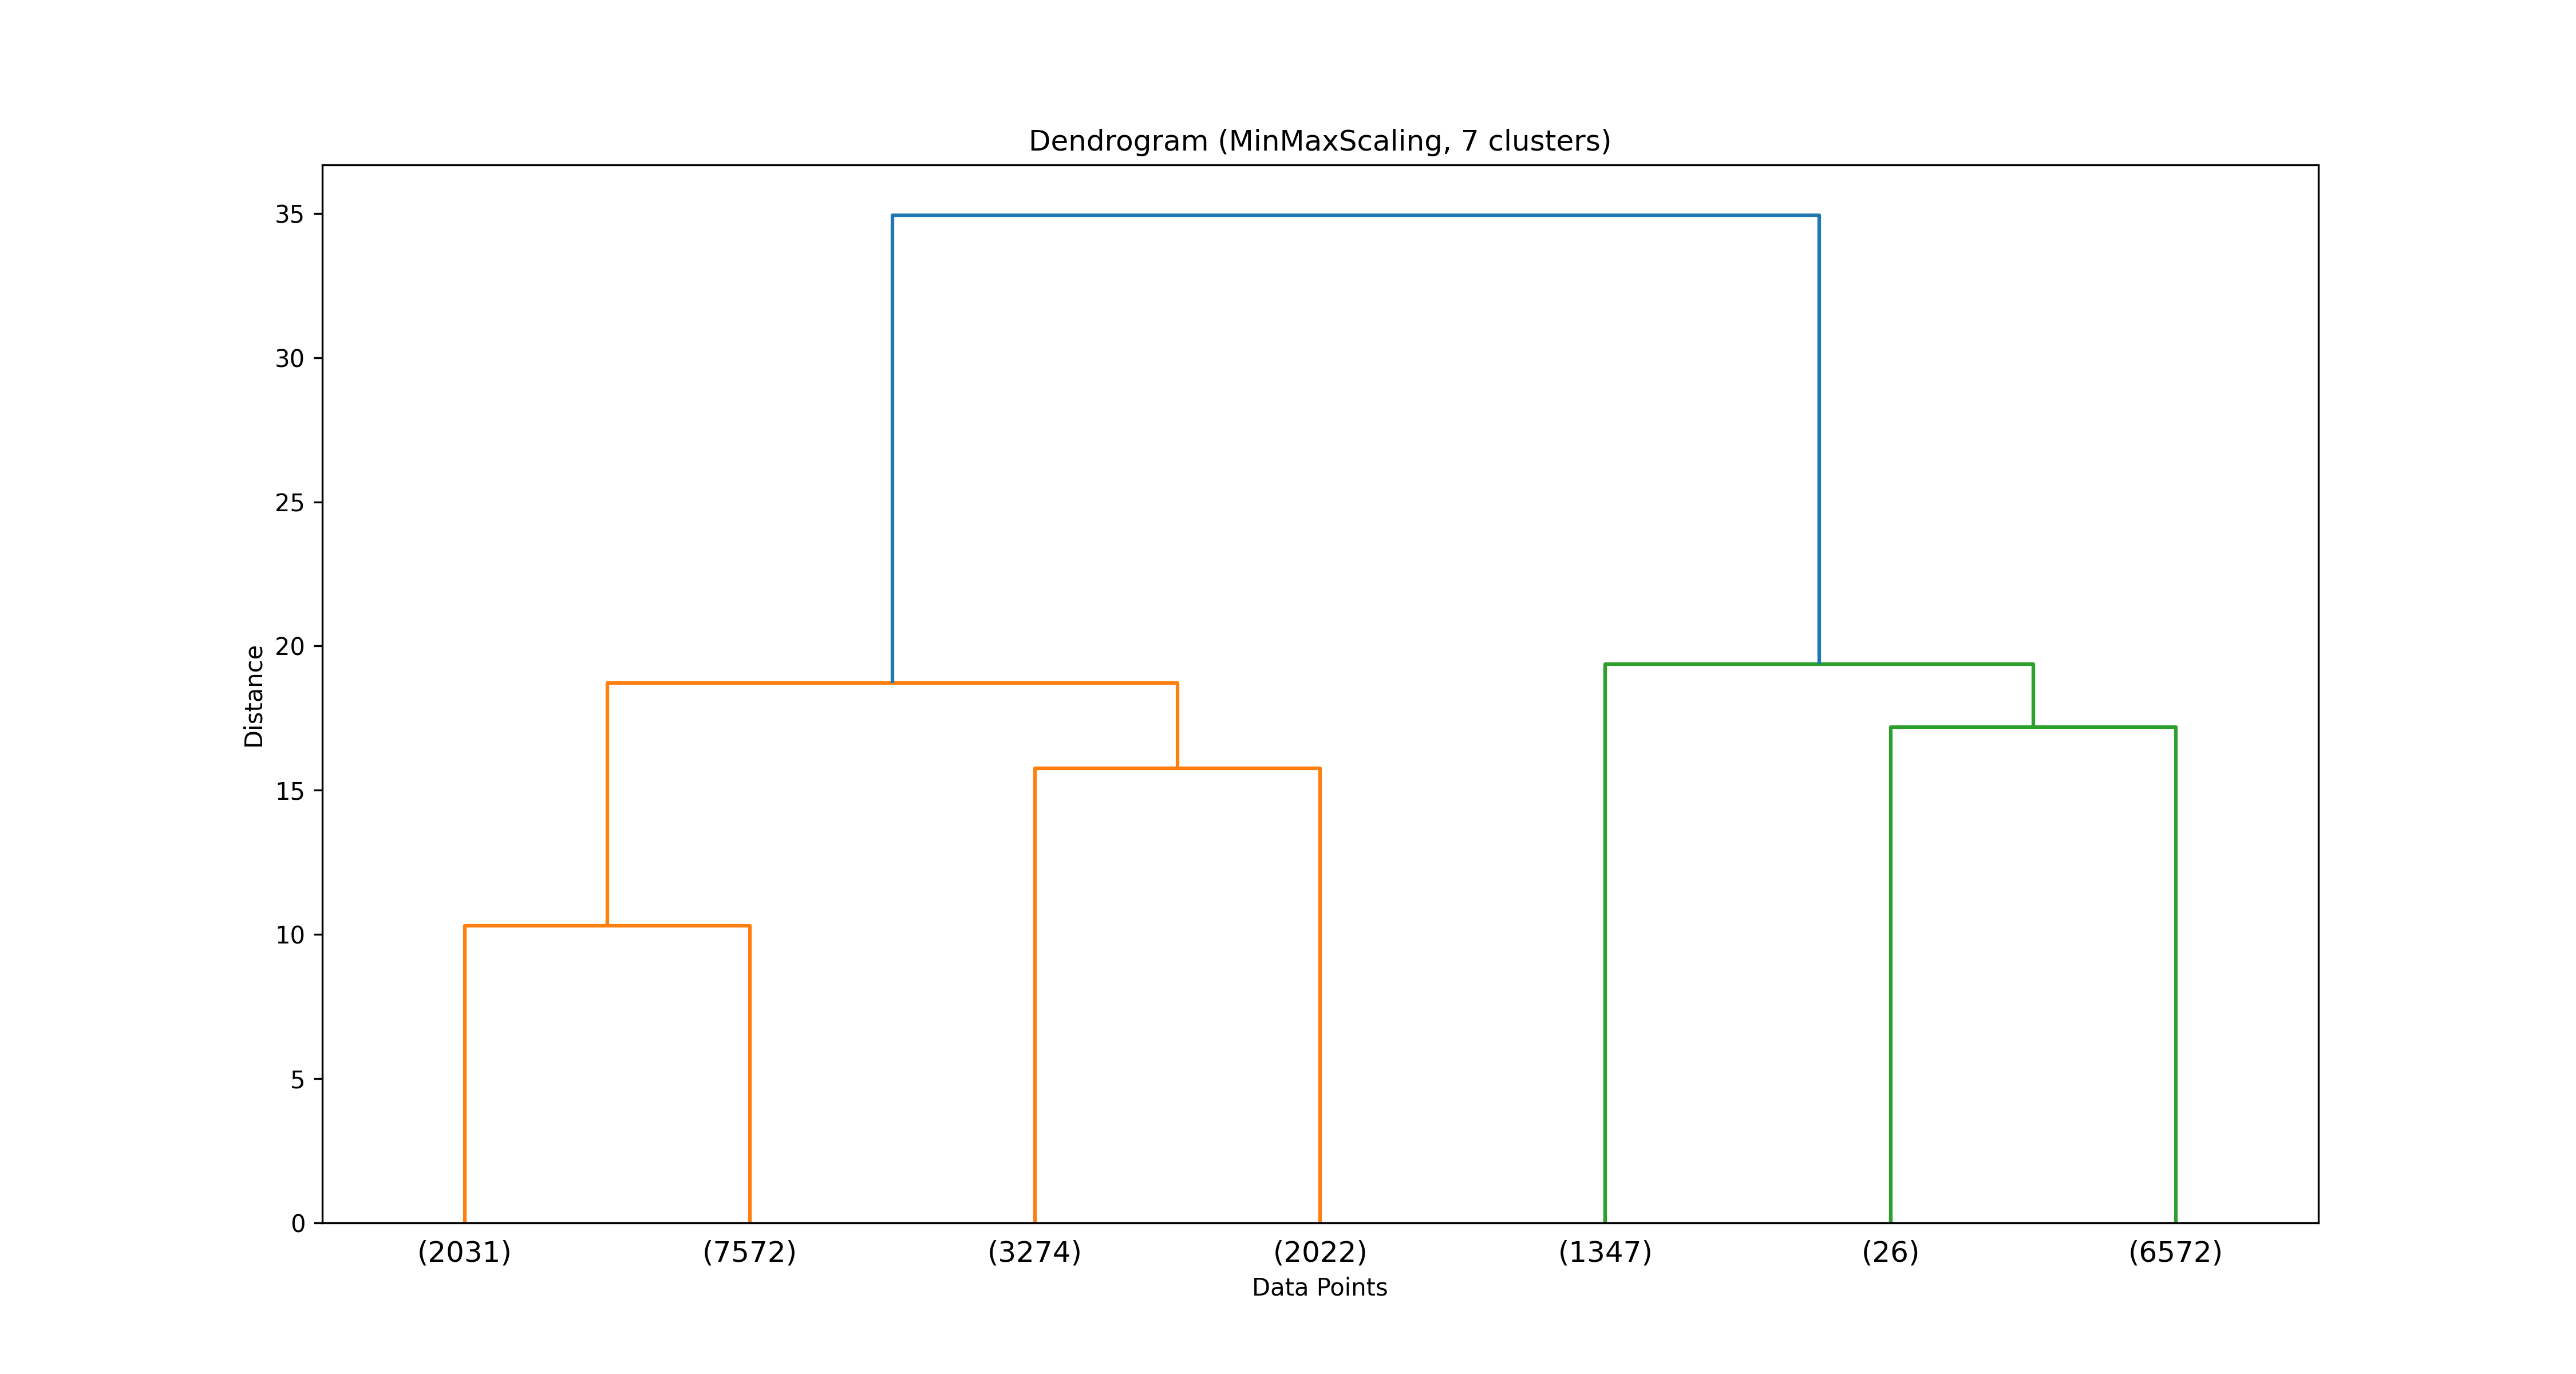 Dendrogram (MinMaxScaling, 7 clusters)
35
30
25
20
15
10
5
0
Distance
(2031) (7572) (3274) (2022) (1347) (26) (6572)
Data Points